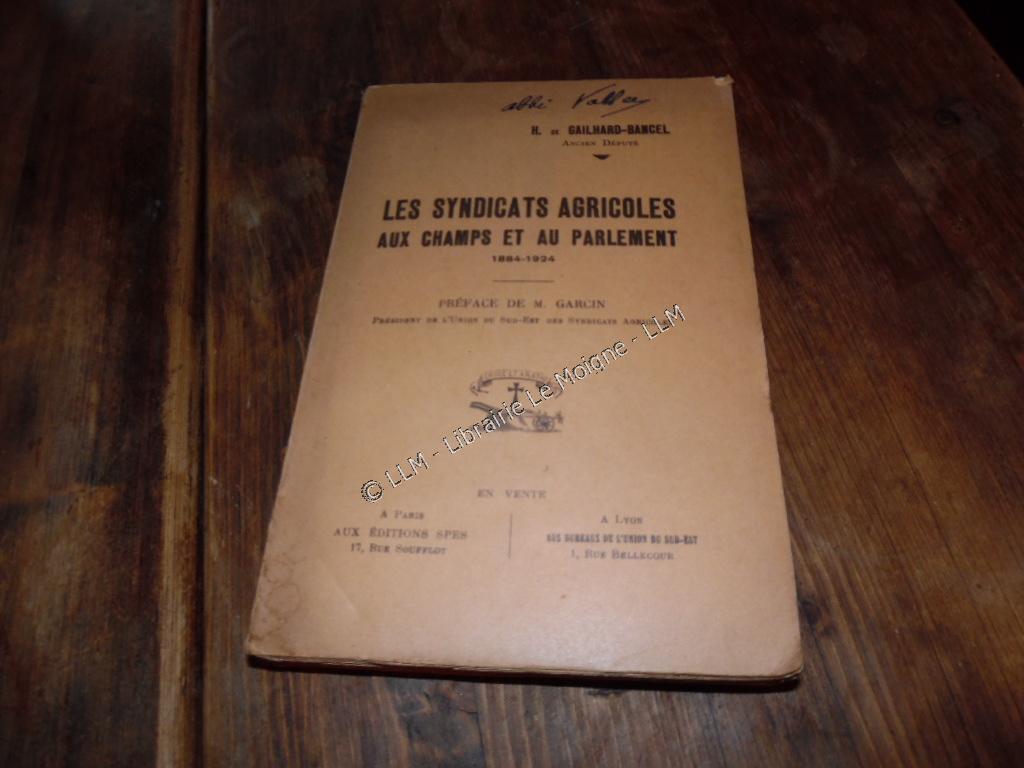 abbé
H. DE GAILHARD-BANCEL
ANCIEN DÉPUTÉ
LES SYNDICATS AGRICOLES
AUX CHAMPS ET AU PARLEMENT
1884-1924
PRÉFACE DE M. GARCIN
PRÉSIDENT DE L'UNION DU SUD-EST DES SYNDICATS AGRICOLES
© LLM - Librairie Le Moigne - LLM
EN VENTE
A PARIS
AUX ÉDITIONS SPES
17, RUE SOUFFLOT
A LYON
AUX BUREAUX DE L'UNION DU SUD-EST
1, RUE BELLECOUR